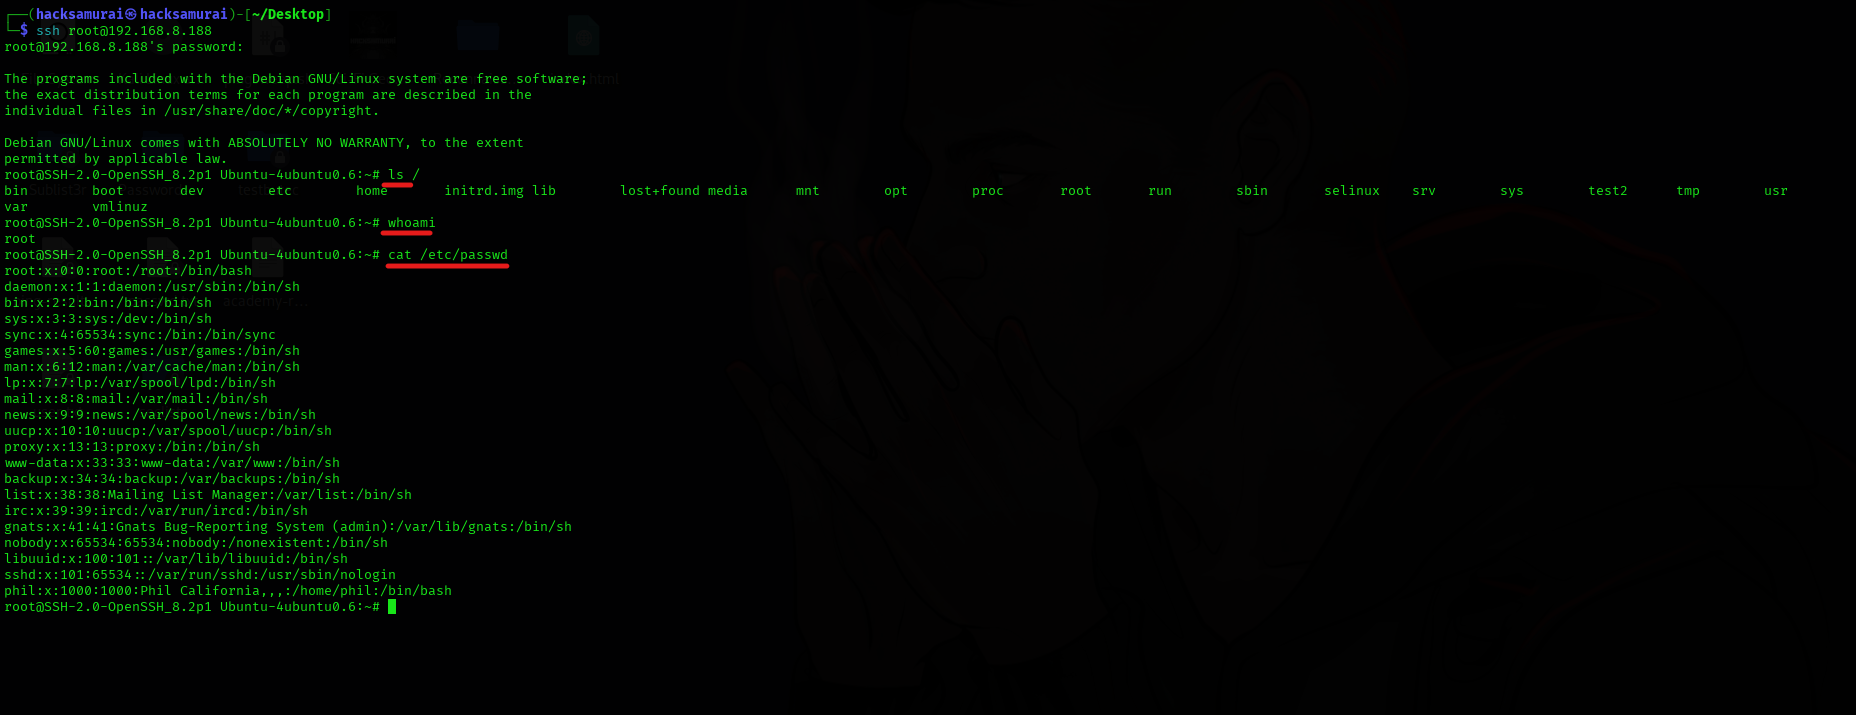 ┌──(hacksamurai㉿hacksamurai)-[~/Desktop]
└─$ ssh root@192.168.8.188
root@192.168.8.188's password:
The programs included with the Debian GNU/Linux system are free software;
the exact distribution terms for each program are described in the
individual files in /usr/share/doc/*/copyright.
Debian GNU/Linux comes with ABSOLUTELY NO WARRANTY, to the extent
permitted by applicable law.
root@SSH-2.0-OpenSSH_8.2p1 Ubuntu-4ubuntu0.6:~# ls /
bin boot dev etc home initrd.img lib lost+found media mnt opt proc root run sbin selinux srv sys test2 tmp usr
var vmlinuz
root@SSH-2.0-OpenSSH_8.2p1 Ubuntu-4ubuntu0.6:~# whoami
root
root@SSH-2.0-OpenSSH_8.2p1 Ubuntu-4ubuntu0.6:~# cat /etc/passwd
root:x:0:0:root:/root:/bin/bash
daemon:x:1:1:daemon:/usr/sbin:/bin/sh
bin:x:2:2:bin:/bin:/bin/sh
sys:x:3:3:sys:/dev:/bin/sh
sync:x:4:65534:sync:/bin:/bin/sync
games:x:5:60:games:/usr/games:/bin/sh
man:x:6:12:man:/var/cache/man:/bin/sh
lp:x:7:7:lp:/var/spool/lpd:/bin/sh
mail:x:8:8:mail:/var/mail:/bin/sh
news:x:9:9:news:/var/spool/news:/bin/sh
uucp:x:10:10:uucp:/var/spool/uucp:/bin/sh
proxy:x:13:13:proxy:/bin:/bin/sh
www-data:x:33:33:www-data:/var/www:/bin/sh
backup:x:34:34:backup:/var/backups:/bin/sh
list:x:38:38:Mailing List Manager:/var/list:/bin/sh
irc:x:39:39:ircd:/var/run/ircd:/bin/sh
gnats:x:41:41:Gnats Bug-Reporting System (admin):/var/lib/gnats:/bin/sh
nobody:x:65534:65534:nobody:/nonexistent:/bin/sh
libuuid:x:100:101::/var/lib/libuuid:/bin/sh
sshd:x:101:65534::/var/run/sshd:/usr/sbin/nologin
phil:x:1000:1000:Phil California,,,:/home/phil:/bin/bash
root@SSH-2.0-OpenSSH_8.2p1 Ubuntu-4ubuntu0.6:~#